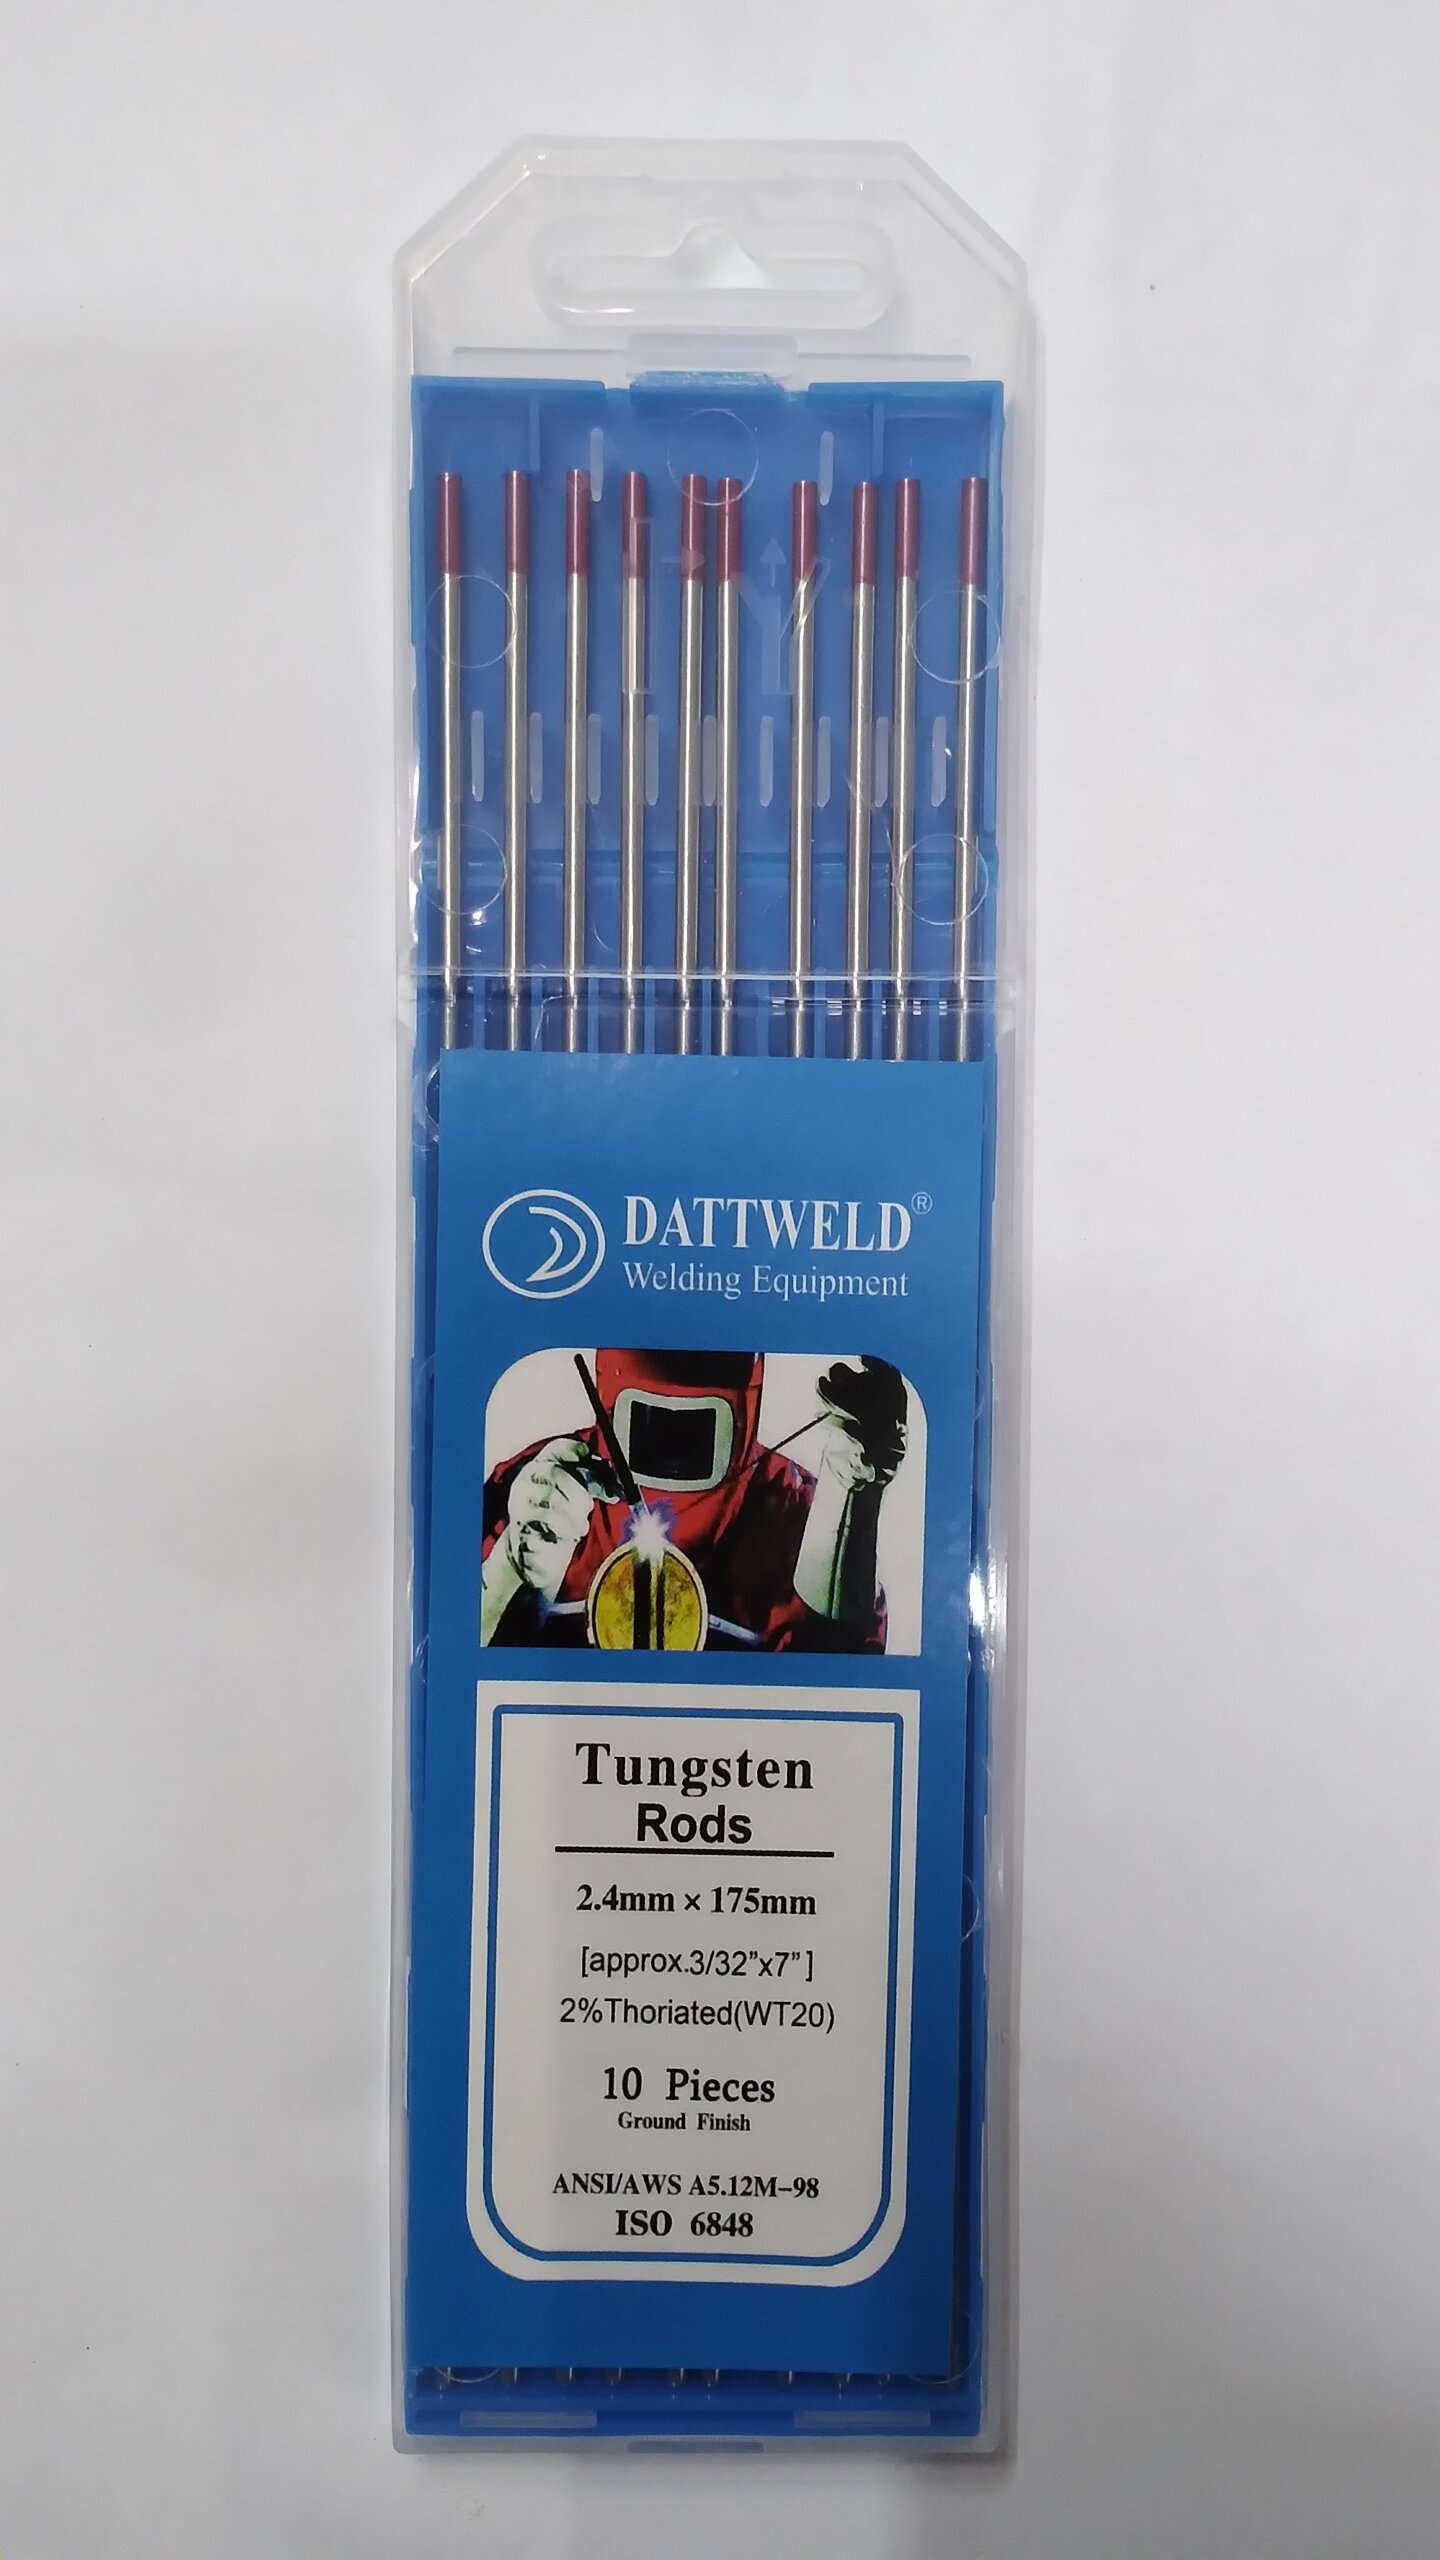 DATTWELD®
Welding Equipment
Tungsten
Rods
2.4mm × 175mm
[approx.3/32”x7”]
2%Thoriated(WT20)
10 Pieces
Ground Finish
ANSI/AWS A5.12M-98
ISO 6848